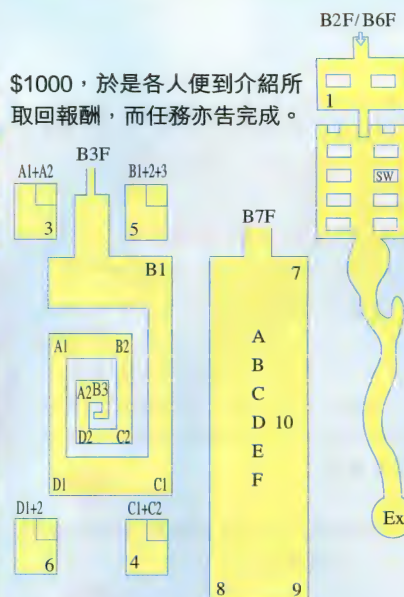 $1000，於是各人便到介紹所
取回報酬，而任務亦告完成。
B2F/B6F
1
SW
Ex
B3F
A1+A2
3
B1+2+3
5
B1
A1
B2
A2
B3
D2
C2
D1
C1
D1+2
6
C1+C2
4
B7F
7
A
B
C
D 10
E
F
8
9